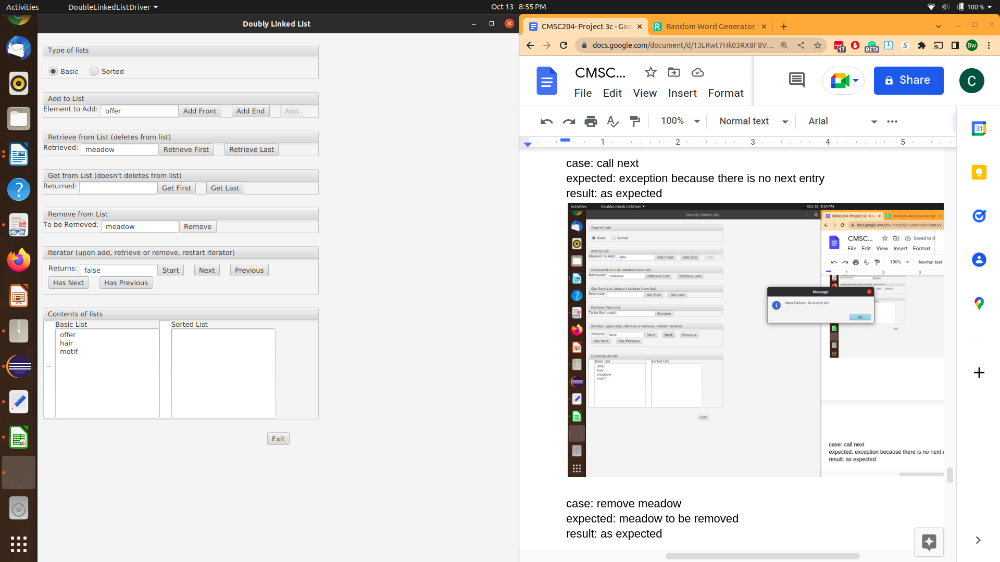 Activities
DoubleLinkedListDriver
Oct 13 8:55 PM
100 %
Doubly Linked List
Type of lists
Basic
Sorted
Add to List
Element to Add: offer Add Front Add End Add
Retrieve from List (deletes from list)
Retrieved: meadow Retrieve First Retrieve Last
Get from List (doesn't deletes from list)
Returned: Get First Get Last
Remove from List
To be Removed: meadow Remove
Iterator (upon add, retrieve or remove, restart iterator)
Returns: false Start Next Previous
Has Next Has Previous
Contents of lists
Basic List Sorted List
offer
hair
motif
-->
Exit
CMSC204- Project 3c - Goo
Random Word Generator
docs.google.com/document/d/13LRwt7Hk03RX8F8V...
17
BETA
Bw
CMSC...
File Edit View Insert Format
Share
C
100% Normal text Arial
1 2 3 4 5
31
case: call next
expected: exception because there is no next entry
result: as expected
Activities DoubleLinkedListDriver Oct 13 8:54 PM
Doubly Linked List
Type of lists
Basic Sorted
Add to List
Element to Add: offer Add Front Add End Add
Retrieve from List (deletes from list)
Retrieved: meadow Retrieve First Retrieve Last
Get from List (doesn't deletes from list)
Returned: Get First Get Last
Remove from List
To be Removed: Remove
Iterator (upon add, retrieve or remove, restart iterator)
Returns: false Start Next Previous
Has Next Has Previous
Contents of lists
Basic List Sorted List
offer
hair
meadow
motif
Exit
CMSC204- Project 3c - Goo
Random Word Generator
docs.google.com/document/d/13LRwt7Hk03RX8F8V...
CMSC... Saved to D
File Edit View Insert Format
100% Normal text
1 2 3
Message
Next Failure! At end of list
OK
case: call next
expected: exception because there is no next e
result: as expected
case: remove meadow
expected: meadow to be removed
result: as expected